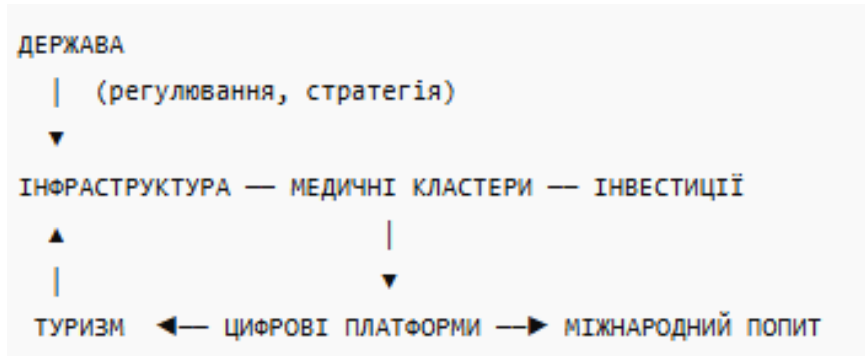 ДЕРЖАВА
(регулювання, стратегія)
ІНФРАСТРУКТУРА —— МЕДИЧНІ КЛАСТЕРИ —— ІНВЕСТИЦІЇ
ТУРИЗМ ◄—— ЦИФРОВІ ПЛАТФОРМИ ——► МІЖНАРОДНИЙ ПОПИТ